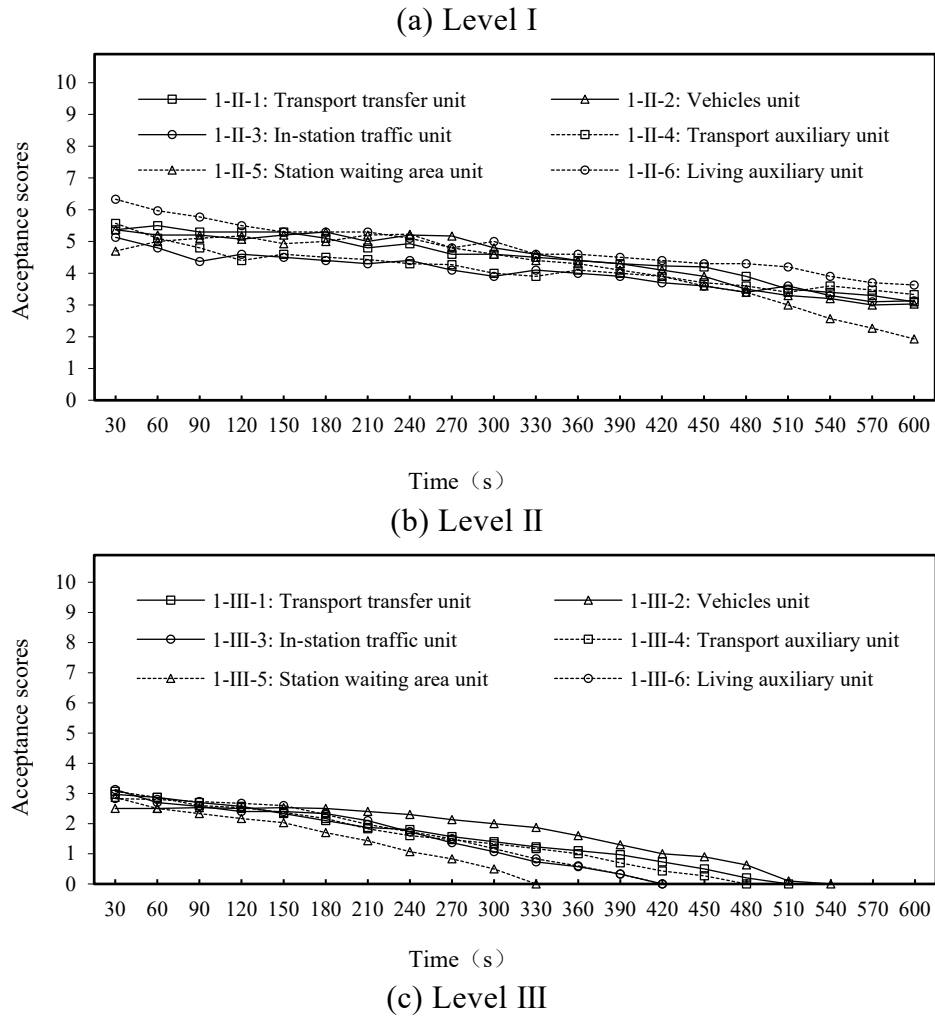 (a) Level I
10
9
8
7
6
5
4
3
2
1
0
Acceptance scores
1-II-1: Transport transfer unit 1-II-2: Vehicles unit
1-II-3: In-station traffic unit 1-II-4: Transport auxiliary unit
1-II-5: Station waiting area unit 1-II-6: Living auxiliary unit
30 60 90 120 150 180 210 240 270 300 330 360 390 420 450 480 510 540 570 600
Time（s）
(b) Level II
10
9
8
7
6
5
4
3
2
1
0
Acceptance scores
1-III-1: Transport transfer unit 1-III-2: Vehicles unit
1-III-3: In-station traffic unit 1-III-4: Transport auxiliary unit
1-III-5: Station waiting area unit 1-III-6: Living auxiliary unit
30 60 90 120 150 180 210 240 270 300 330 360 390 420 450 480 510 540 570 600
Time（s）
(c) Level III